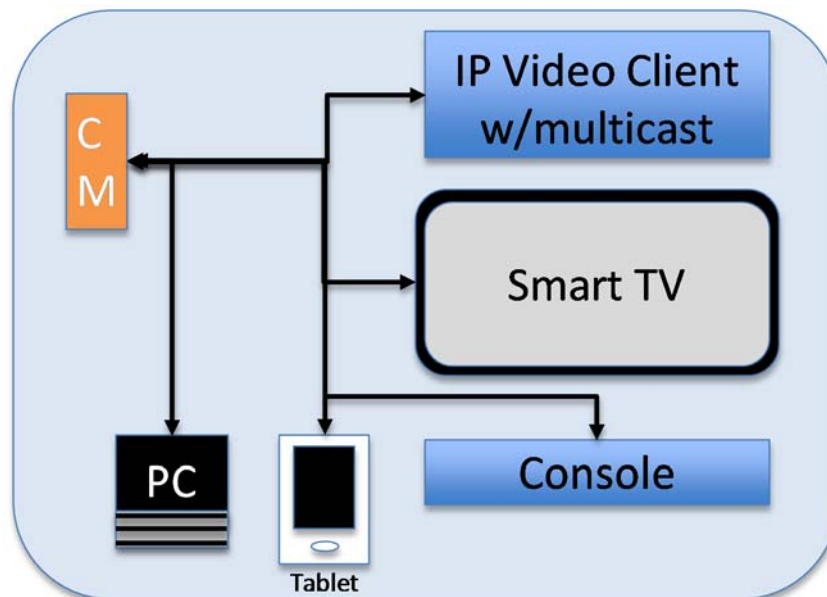 IP Video Client
w/multicast
C
M
Smart TV
PC
Tablet
Console